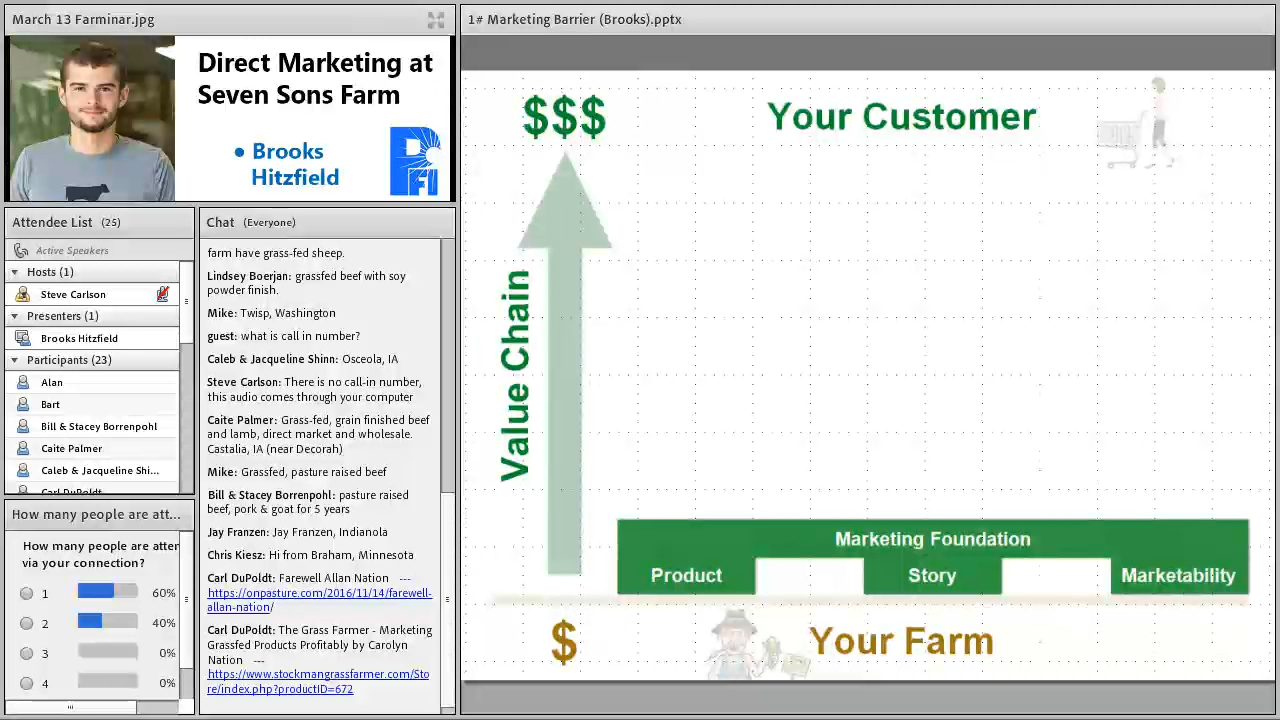 March 13 Farminar.jpg
Direct Marketing at
Seven Sons Farm
• Brooks
Hitzfield
Attendee List (25)
Active Speakers
Hosts (1)
Steve Carlson
Presenters (1)
Brooks Hitzfield
Participants (23)
Alan
Bart
Bill & Stacey Borrenpohl
Caite Palmer
Caleb & Jacqueline Shi...
Carl DuPoldt
How many people are att...
How many people are atten
via your connection?
1 60%
2 40%
3 0%
4 0%
Chat (Everyone)
farm have grass-fed sheep.
Lindsey Boerjan: grassfed beef with soy
powder finish.
Mike: Twisp, Washington
guest: what is call in number?
Caleb & Jacqueline Shinn: Osceola, IA
Steve Carlson: There is no call-in number,
this audio comes through your computer
Caite Palmer: Grass-fed, grain finished beef
and lamb, direct market and wholesale.
Castalia, IA (near Decorah)
Mike: Grassfed, pasture raised beef
Bill & Stacey Borrenpohl: pasture raised
beef, pork & goat for 5 years
Jay Franzen: Jay Franzen, Indianola
Chris Kiesz: Hi from Braham, Minnesota
Carl DuPoldt: Farewell Allan Nation ---
https://onpasture.com/2016/11/14/farewell-
allan-nation/
Carl DuPoldt: The Grass Farmer - Marketing
Grassfed Products Profitably by Carolyn
Nation ---
https://www.stockmangrassfarmer.com/Sto
re/index.php?productID=672
1# Marketing Barrier (Brooks).pptx
$$$
Your Customer
Value Chain
Marketing Foundation
Product
Story
Marketability
$
Your Farm